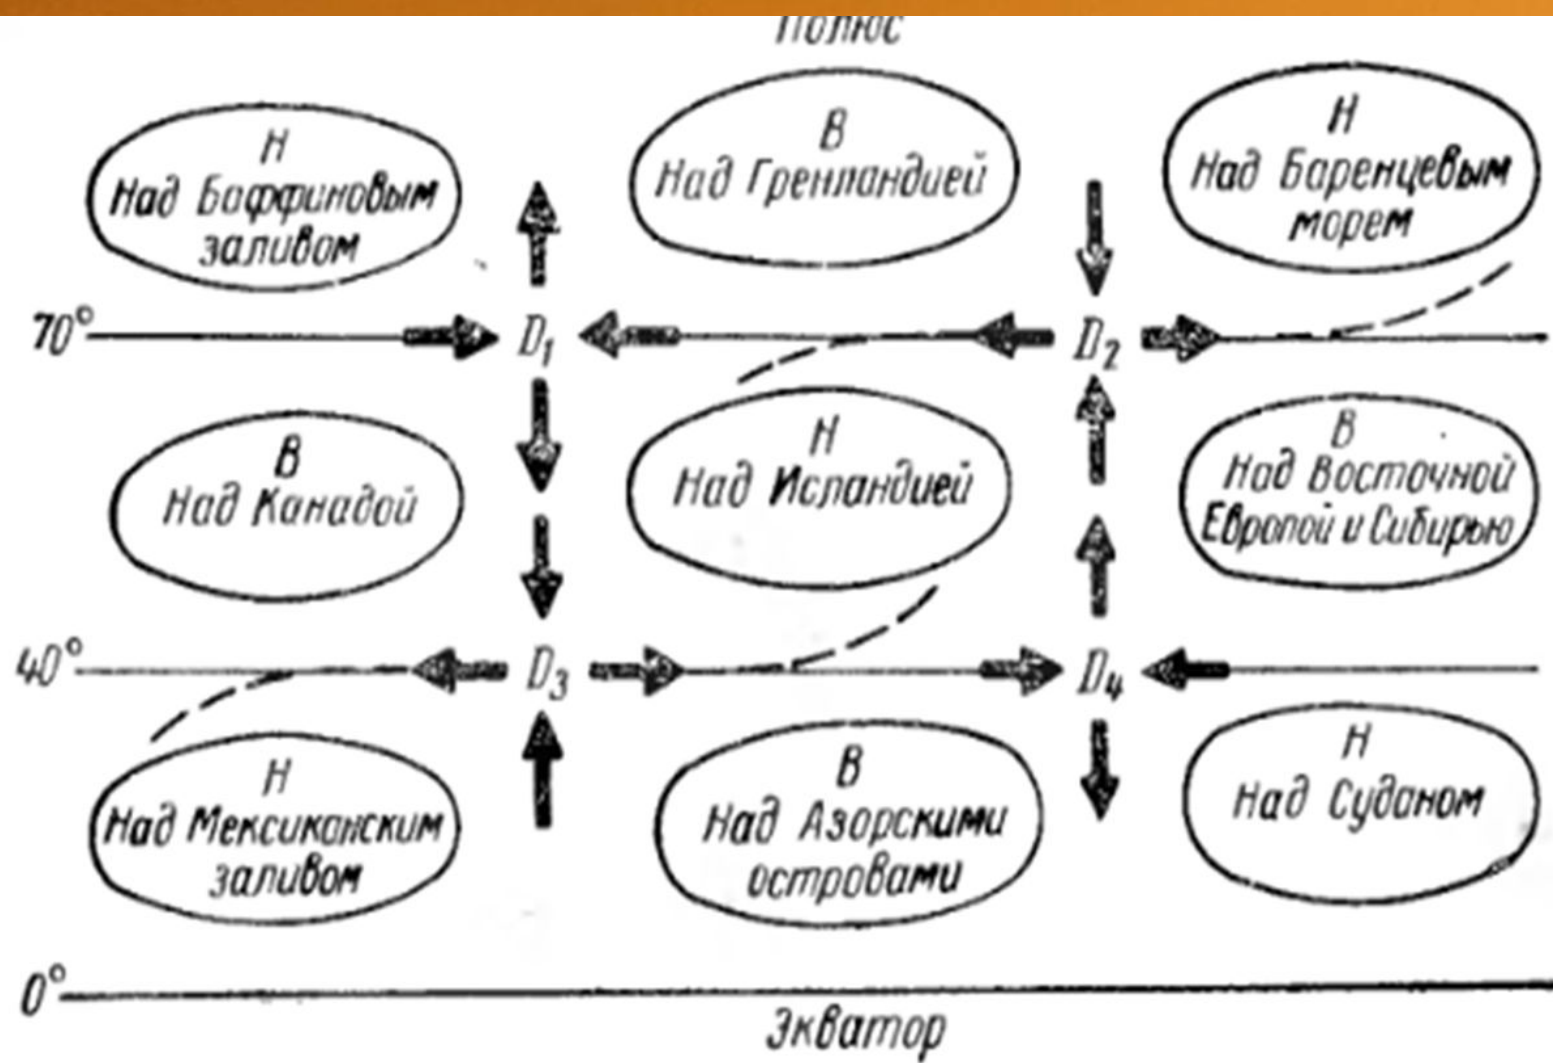 Полюс
Н
Над Баффиновым
заливом
В
Над Гренландией
Н
Над Баренцевым
морем
70°
D1
D2
В
Над Канадой
Н
Над Исландией
В
Над Восточной
Европой и Сибирью
40°
D3
D4
Н
Над Мексиканским
заливом
В
Над Азорскими
островами
Н
Над Суданом
0°
Экватор